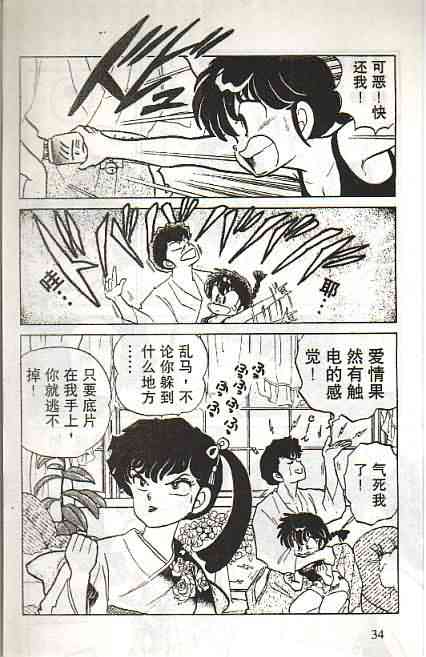 可恶！快
还我！
哇…
耶…
爱情果
然有触
电的感
觉！
气死我
了！
乱马，不
论你躲到
什么地方
……
只要底片
在我手上，
你就逃不
掉！
34